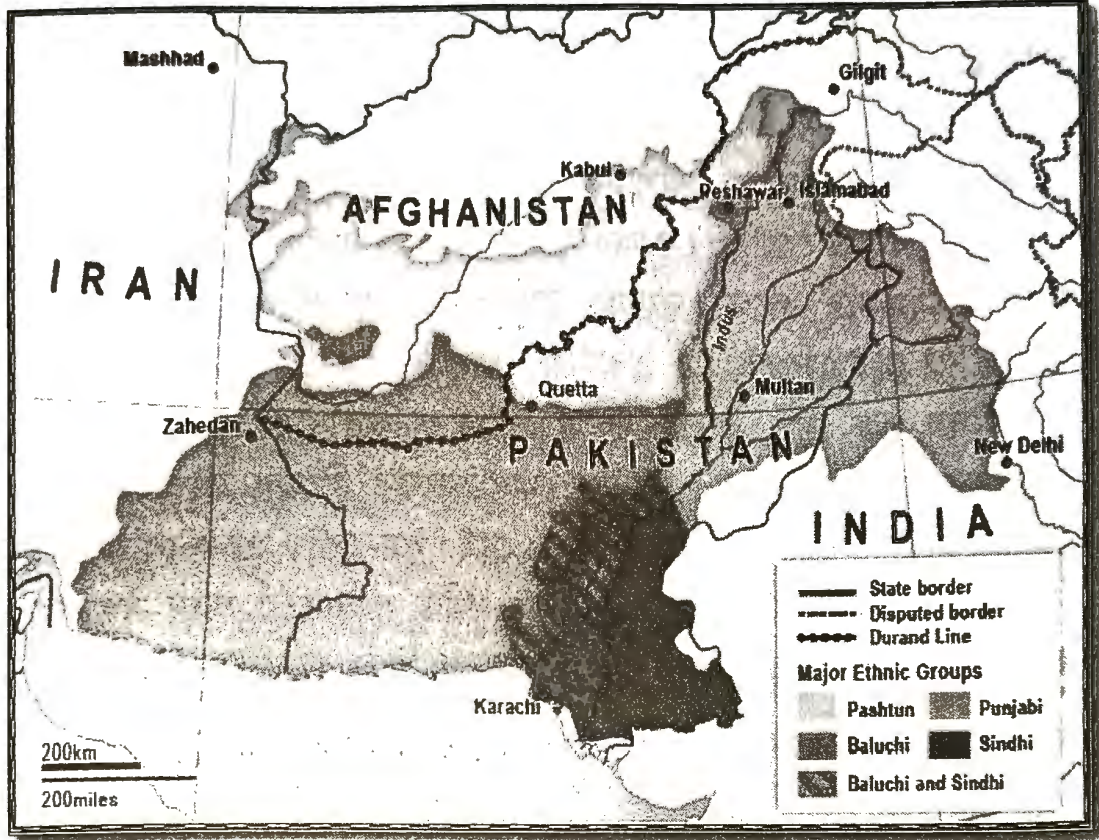 Mashhad
Gilgit
Kabul
Peshawar
Islamabad
AFGHANISTAN
IRAN
Indus
Quetta
Multan
Zahedan
PAKISTAN
New Delhi
INDIA
State border
Disputed border
Durand Line
Major Ethnic Groups
Pashtun
Punjabi
Baluchi
Sindhi
Baluchi and Sindhi
Karachi
200km
200miles